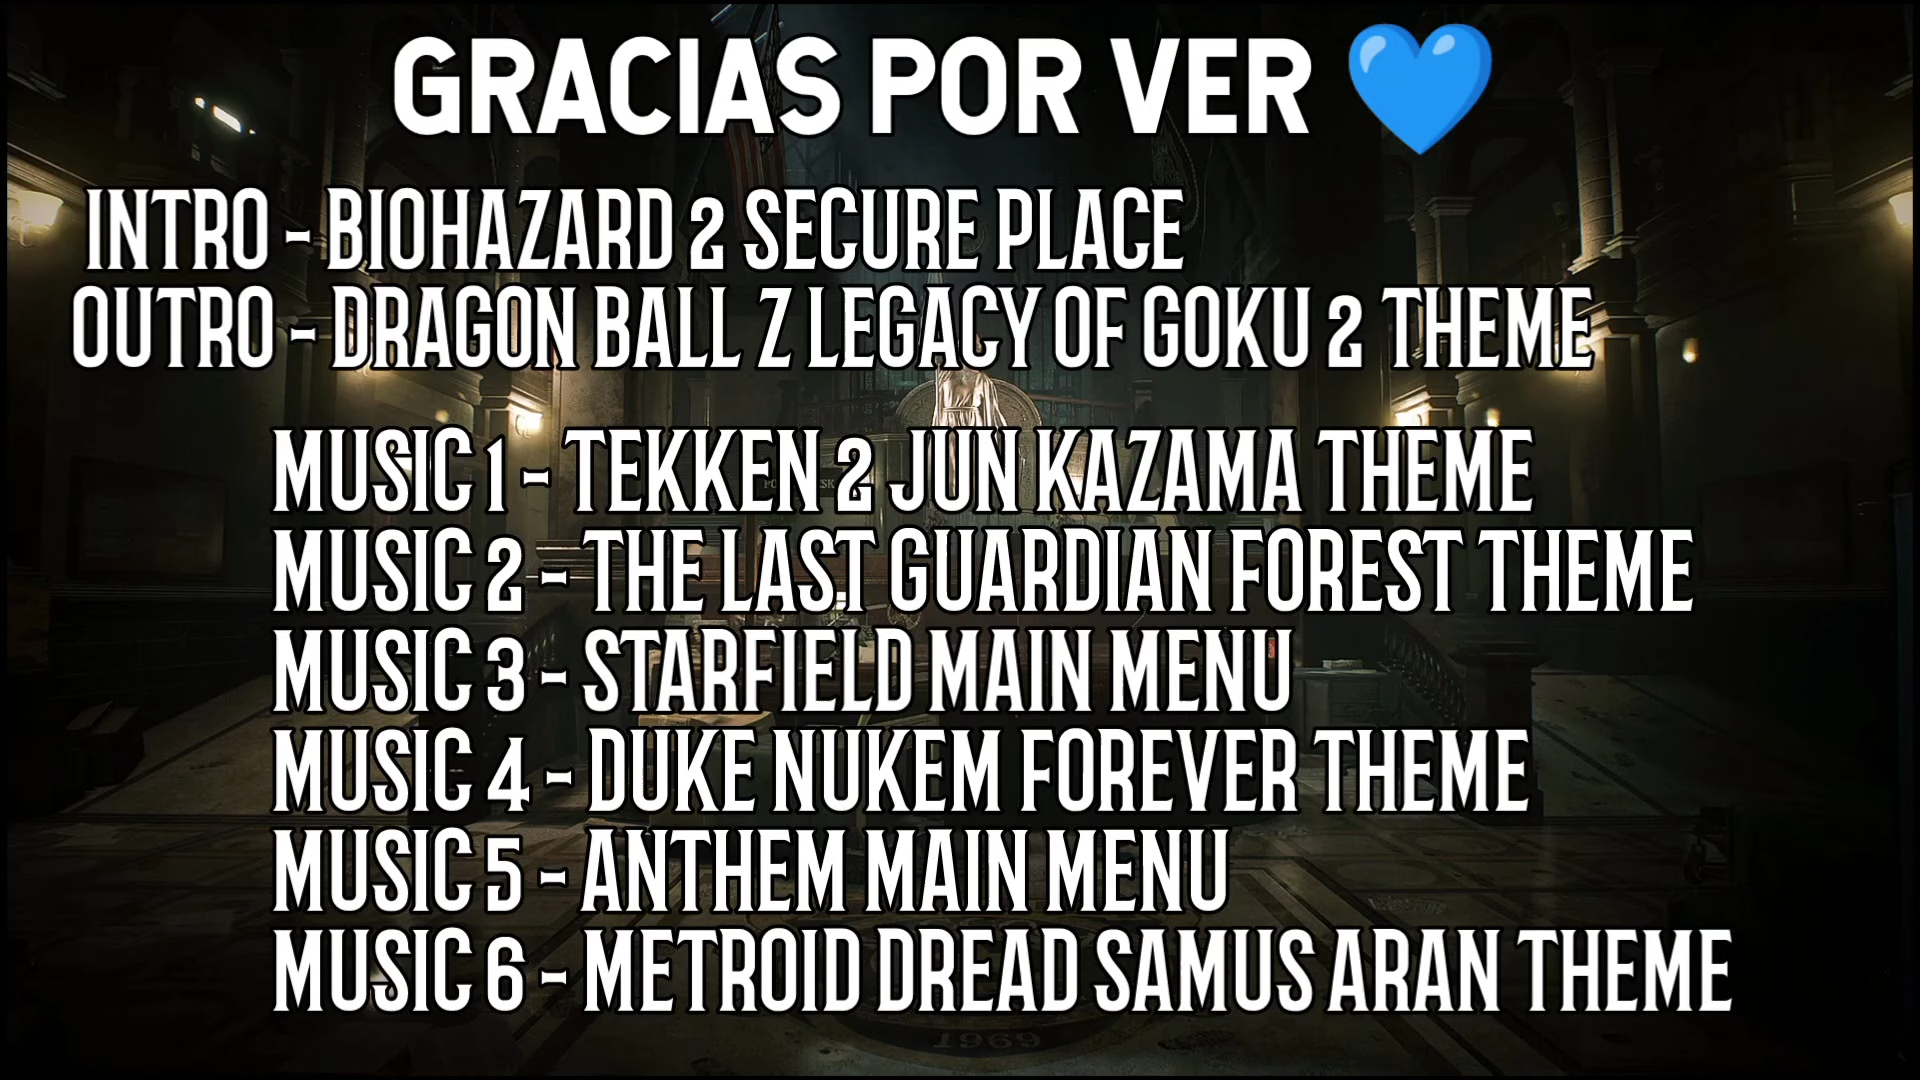 GRACIAS POR VER 💙
INTRO - BIOHAZARD 2 SECURE PLACE
OUTRO - DRAGON BALL Z LEGACY OF GOKU 2 THEME
MUSIC 1 - TEKKEN 2 JUN KAZAMA THEME
MUSIC 2 - THE LAST GUARDIAN FOREST THEME
MUSIC 3 - STARFIELD MAIN MENU
MUSIC 4 - DUKE NUKEM FOREVER THEME
MUSIC 5 - ANTHEM MAIN MENU
MUSIC 6 - METROID DREAD SAMUS ARAN THEME
1969